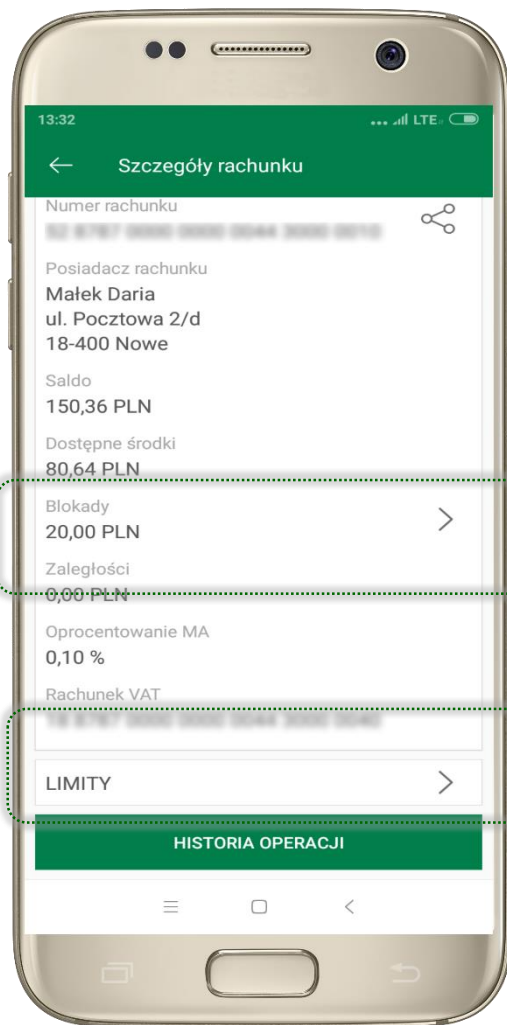 13:32
LTE
Szczegóły rachunku
Numer rachunku
Posiadacz rachunku
Małek Daria
ul. Pocztowa 2/d
18-400 Nowe
Saldo
150,36 PLN
Dostępne środki
80,64 PLN
Blokady
20,00 PLN
Zaległości
0,00 PLN
Oprocentowanie MA
0,10 %
Rachunek VAT
LIMITY
HISTORIA OPERACJI